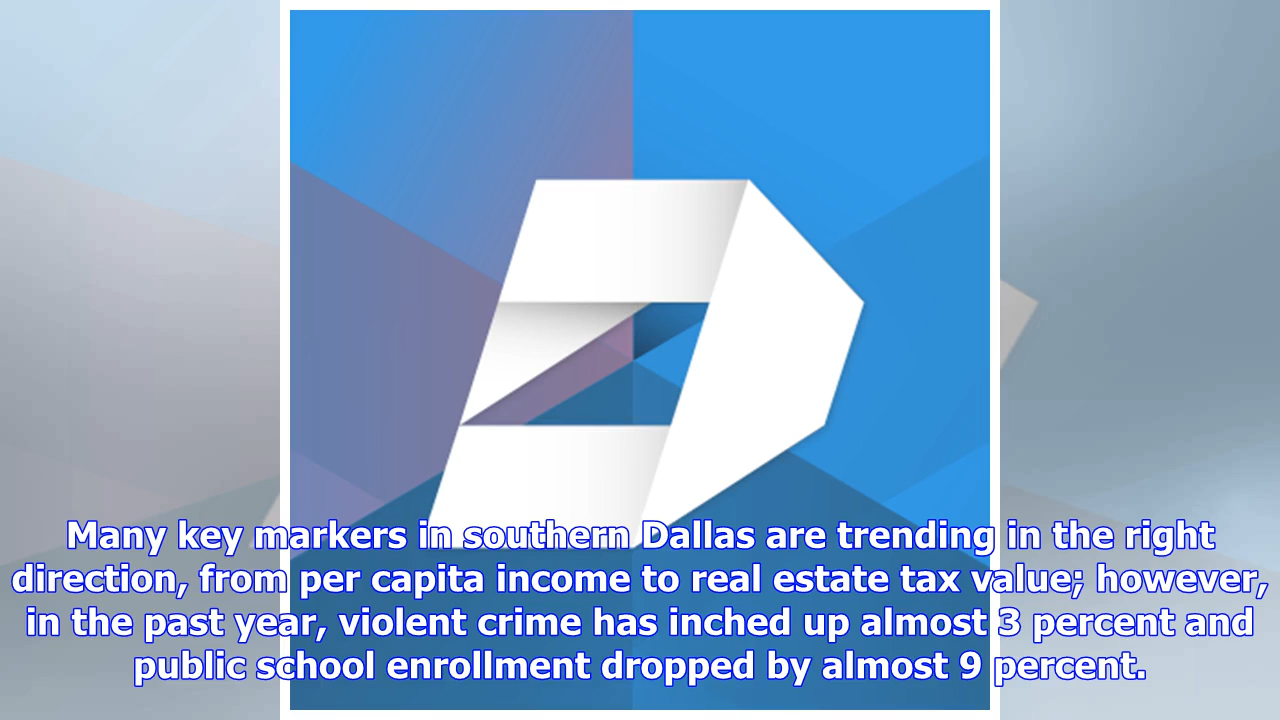 Many key markers in southern Dallas are trending in the right
direction, from per capita income to real estate tax value; however,
in the past year, violent crime has inched up almost 3 percent and
public school enrollment dropped by almost 9 percent.